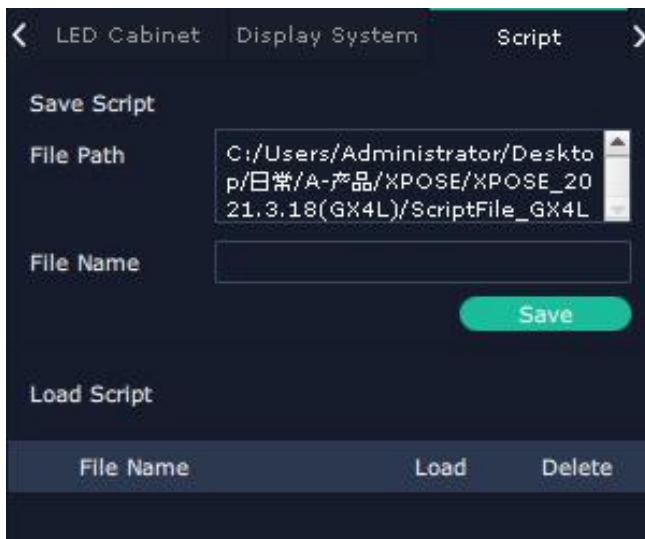 LED Cabinet Display System Script
Save Script
File Path
C:/Users/Administrator/Deskto
p/日常/A-产品/XPOSE/XPOSE_20
21.3.18(GX4L)/ScriptFile_GX4L
File Name
Save
Load Script
File Name Load Delete